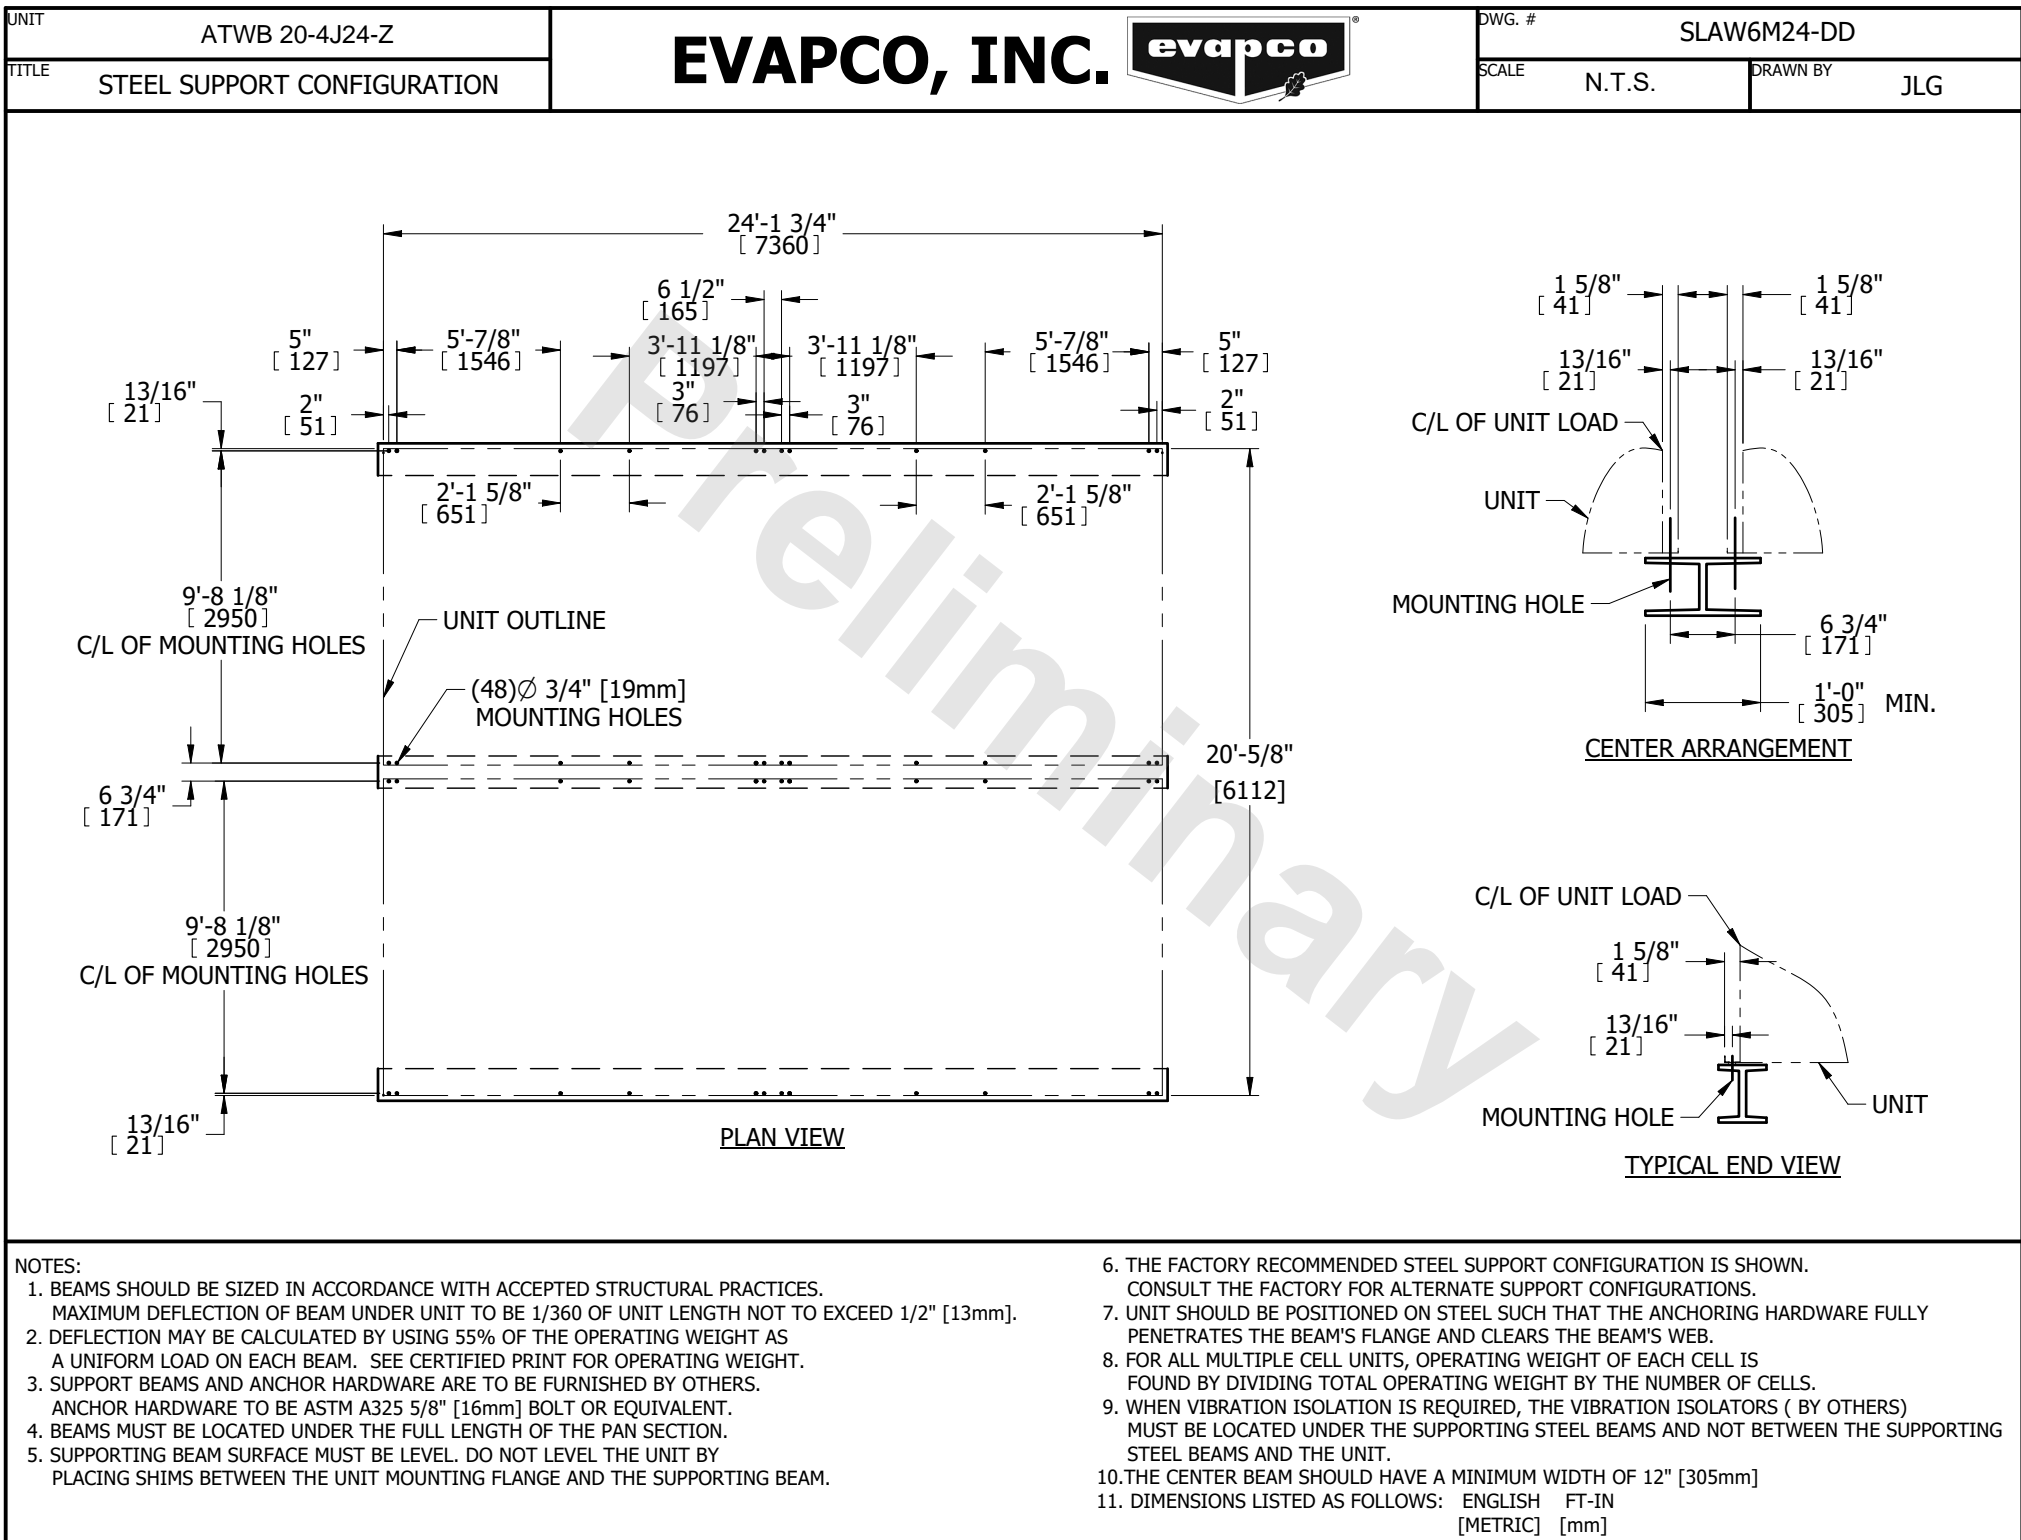 UNIT
ATWB 20-4J24-Z
TITLE
STEEL SUPPORT CONFIGURATION
EVAPCO, INC.
evapco
®
DWG. #
SLAW6M24-DD
SCALE
N.T.S.
DRAWN BY
JLG
24'-1 3/4"
[ 7360 ]
6 1/2"
[ 165 ]
5"
[ 127 ]
5'-7/8"
[ 1546 ]
3'-11 1/8"
[ 1197 ]
3'-11 1/8"
[ 1197 ]
5'-7/8"
[ 1546 ]
5"
[ 127 ]
13/16"
[ 21 ]
2"
[ 51 ]
3"
[ 76 ]
3"
[ 76 ]
2"
[ 51 ]
2'-1 5/8"
[ 651 ]
2'-1 5/8"
[ 651 ]
9'-8 1/8"
[ 2950 ]
C/L OF MOUNTING HOLES
UNIT OUTLINE
(48)∅ 3/4" [19mm]
MOUNTING HOLES
6 3/4"
[ 171 ]
20'-5/8"
[6112]
9'-8 1/8"
[ 2950 ]
C/L OF MOUNTING HOLES
13/16"
[ 21 ]
PLAN VIEW
Preliminary
1 5/8"
[ 41 ]
1 5/8"
[ 41 ]
13/16"
[ 21 ]
13/16"
[ 21 ]
C/L OF UNIT LOAD
UNIT
MOUNTING HOLE
6 3/4"
[ 171 ]
1'-0"
[ 305 ]
MIN.
CENTER ARRANGEMENT
C/L OF UNIT LOAD
1 5/8"
[ 41 ]
13/16"
[ 21 ]
MOUNTING HOLE
UNIT
TYPICAL END VIEW
NOTES:
1. BEAMS SHOULD BE SIZED IN ACCORDANCE WITH ACCEPTED STRUCTURAL PRACTICES.
MAXIMUM DEFLECTION OF BEAM UNDER UNIT TO BE 1/360 OF UNIT LENGTH NOT TO EXCEED 1/2" [13mm].
2. DEFLECTION MAY BE CALCULATED BY USING 55% OF THE OPERATING WEIGHT AS
A UNIFORM LOAD ON EACH BEAM. SEE CERTIFIED PRINT FOR OPERATING WEIGHT.
3. SUPPORT BEAMS AND ANCHOR HARDWARE ARE TO BE FURNISHED BY OTHERS.
ANCHOR HARDWARE TO BE ASTM A325 5/8" [16mm] BOLT OR EQUIVALENT.
4. BEAMS MUST BE LOCATED UNDER THE FULL LENGTH OF THE PAN SECTION.
5. SUPPORTING BEAM SURFACE MUST BE LEVEL. DO NOT LEVEL THE UNIT BY
PLACING SHIMS BETWEEN THE UNIT MOUNTING FLANGE AND THE SUPPORTING BEAM.
6. THE FACTORY RECOMMENDED STEEL SUPPORT CONFIGURATION IS SHOWN.
CONSULT THE FACTORY FOR ALTERNATE SUPPORT CONFIGURATIONS.
7. UNIT SHOULD BE POSITIONED ON STEEL SUCH THAT THE ANCHORING HARDWARE FULLY
PENETRATES THE BEAM'S FLANGE AND CLEARS THE BEAM'S WEB.
8. FOR ALL MULTIPLE CELL UNITS, OPERATING WEIGHT OF EACH CELL IS
FOUND BY DIVIDING TOTAL OPERATING WEIGHT BY THE NUMBER OF CELLS.
9. WHEN VIBRATION ISOLATION IS REQUIRED, THE VIBRATION ISOLATORS ( BY OTHERS)
MUST BE LOCATED UNDER THE SUPPORTING STEEL BEAMS AND NOT BETWEEN THE SUPPORTING
STEEL BEAMS AND THE UNIT.
10.THE CENTER BEAM SHOULD HAVE A MINIMUM WIDTH OF 12" [305mm]
11. DIMENSIONS LISTED AS FOLLOWS: ENGLISH FT-IN
[METRIC] [mm]